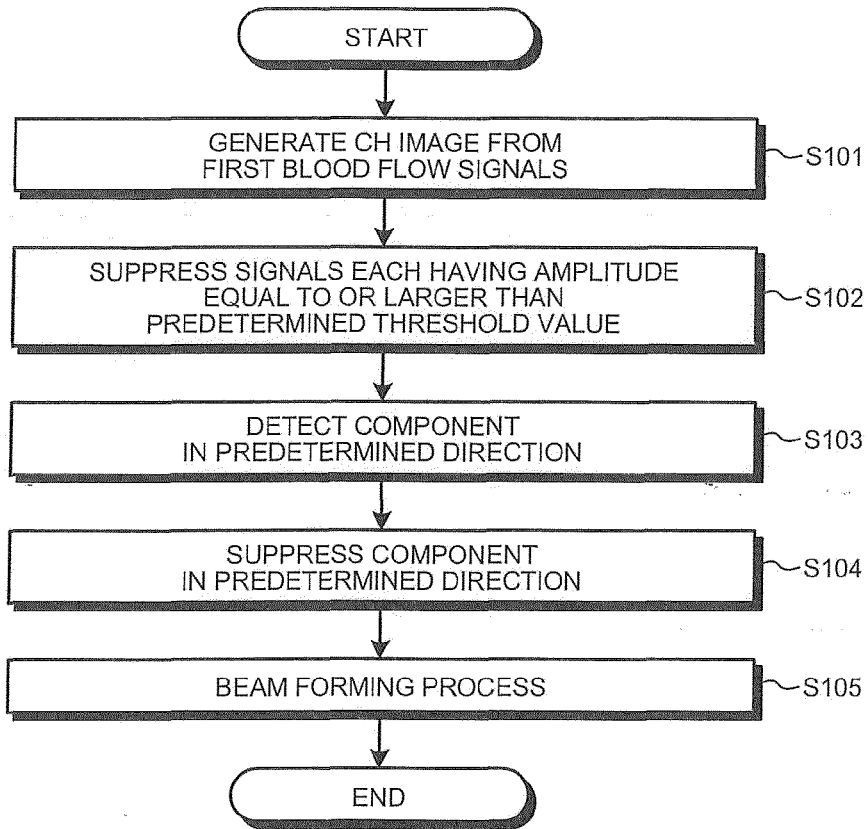 START
GENERATE CH IMAGE FROM
FIRST BLOOD FLOW SIGNALS
S101
SUPPRESS SIGNALS EACH HAVING AMPLITUDE
EQUAL TO OR LARGER THAN
PREDETERMINED THRESHOLD VALUE
S102
DETECT COMPONENT
IN PREDETERMINED DIRECTION
S103
SUPPRESS COMPONENT
IN PREDETERMINED DIRECTION
S104
BEAM FORMING PROCESS
S105
END